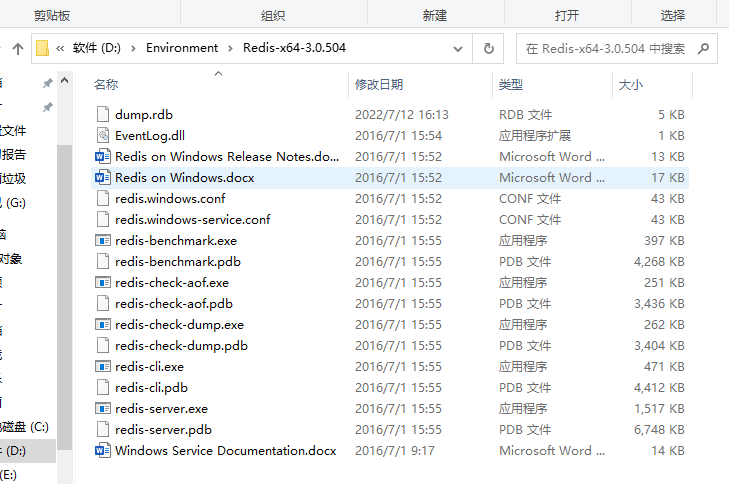 剪贴板 组织 新建 打开 选择
« 软件 (D:) > Environment > Redis-x64-3.0.504 在 Redis-x64-3.0.504 中搜索
名称 修改日期 类型 大小
dump.rdb 2022/7/12 16:13 RDB 文件 5 KB
EventLog.dll 2016/7/1 15:54 应用程序扩展 1 KB
Redis on Windows Release Notes.do... 2016/7/1 15:52 Microsoft Word ... 13 KB
Redis on Windows.docx 2016/7/1 15:52 Microsoft Word ... 17 KB
redis.windows.conf 2016/7/1 15:52 CONF 文件 43 KB
redis.windows-service.conf 2016/7/1 15:52 CONF 文件 43 KB
redis-benchmark.exe 2016/7/1 15:55 应用程序 397 KB
redis-benchmark.pdb 2016/7/1 15:55 PDB 文件 4,268 KB
redis-check-aof.exe 2016/7/1 15:55 应用程序 251 KB
redis-check-aof.pdb 2016/7/1 15:55 PDB 文件 3,436 KB
redis-check-dump.exe 2016/7/1 15:55 应用程序 262 KB
redis-check-dump.pdb 2016/7/1 15:55 PDB 文件 3,404 KB
redis-cli.exe 2016/7/1 15:55 应用程序 471 KB
redis-cli.pdb 2016/7/1 15:55 PDB 文件 4,412 KB
redis-server.exe 2016/7/1 15:55 应用程序 1,517 KB
redis-server.pdb 2016/7/1 15:55 PDB 文件 6,748 KB
Windows Service Documentation.docx 2016/7/1 9:17 Microsoft Word ... 14 KB
文件
报告
垃圾
(G:)
对象
磁盘 (C:)
(D:)
(E:)